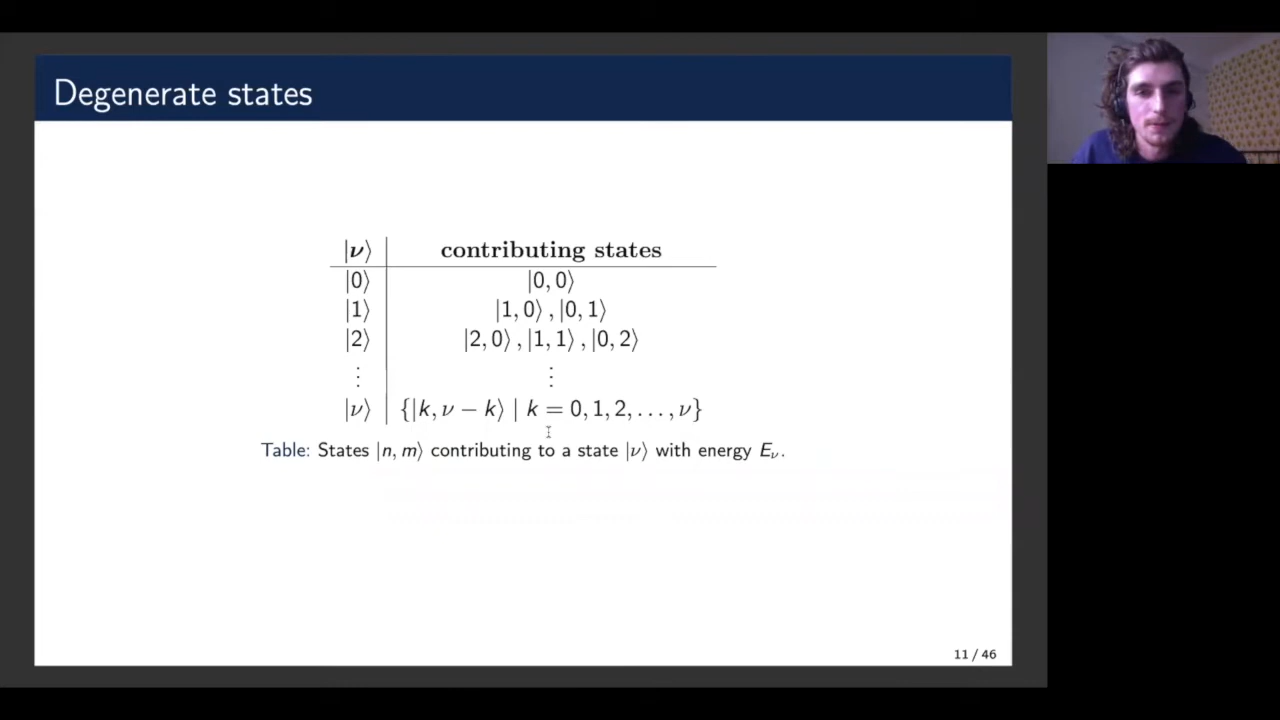 Degenerate states
|ν⟩ contributing states
|0⟩ |0, 0⟩
|1⟩ |1, 0⟩ , |0, 1⟩
|2⟩ |2, 0⟩ , |1, 1⟩ , |0, 2⟩
⋮ ⋮
|ν⟩ {|k, ν − k⟩ | k = 0, 1, 2, . . . , ν}
Table: States |n, m⟩ contributing to a state |ν⟩ with energy Eν.
11 / 46